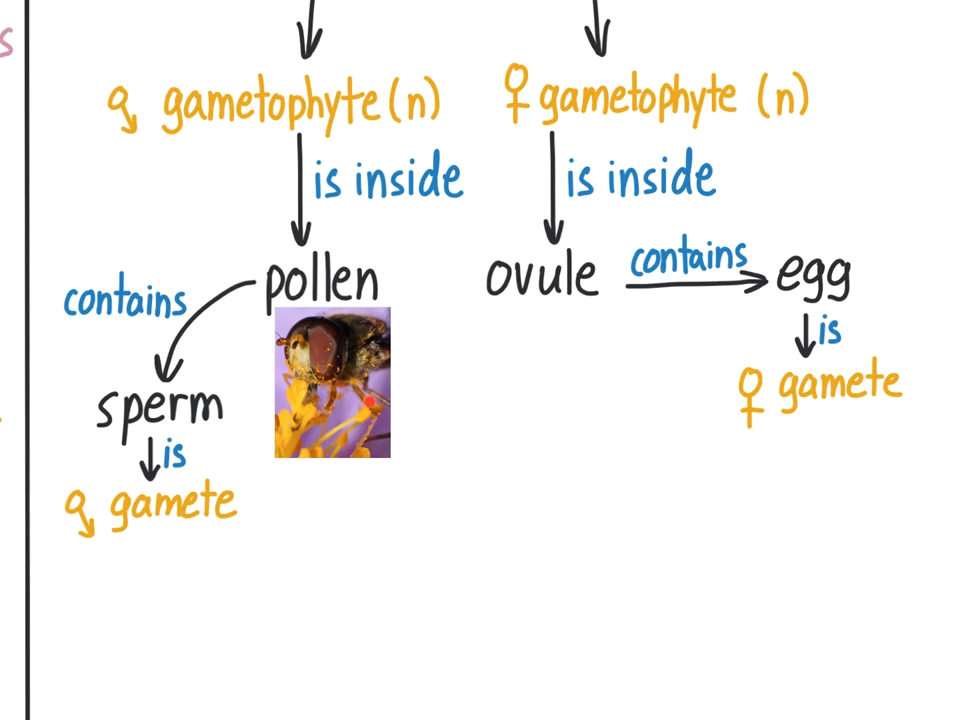 s
♂ gametophyte (n)
♀ gametophyte (n)
is inside
is inside
pollen
ovule
contains
egg
contains
is
sperm
♀ gamete
is
♂ gamete